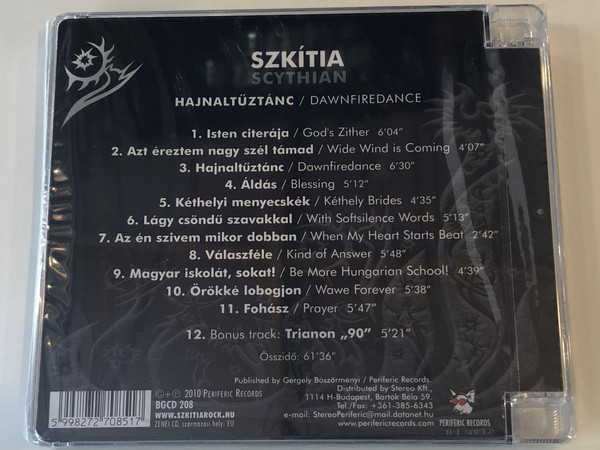 SZKÍTIA
SCYTHIAN
HAJNALTŰZTÁNC / DAWNFIREDANCE
1. Isten citerája / God's Zither 6'04"
2. Azt éreztem nagy szél támad / Wide Wind is Coming 4'07"
3. Hajnaltűztánc / Dawnfiredance 6'30"
4. Áldás / Blessing 5'12"
5. Kéthelyi menyecskék / Kéthely Brides 4'35"
6. Lágy csöndű szavakkal / With Softsilence Words 5'13"
7. Az én szivem mikor dobban / When My Heart Starts Beat 2'42"
8. Válaszféle / Kind of Answer 5'48"
9. Magyar iskolát, sokat! / Be More Hungarian School! 4'39"
10. Örökké lobogjon / Wawe Forever 5'38"
11. Fohász / Prayer 5'47"
12. Bonus track: Trianon „90" 5'21"
Összidő: 61'36"
Published by Gergely Böszörményi / Periferic Records.
Distributed by Stereo Kft.,
1114 H-Budapest, Bartók Béla 59.
Tel./Fax: +361-385-6343
e-mail: StereoPeriferic@mail.datanet.hu
www.perifericrecords.com
©+℗ 2010 PERIFERIC RECORDS
BGCD 208
WWW.SZKITIAROCK.HU
ZENEI CD, származási hely: EU
5 998272 708517
PERIFERIC RECORDS